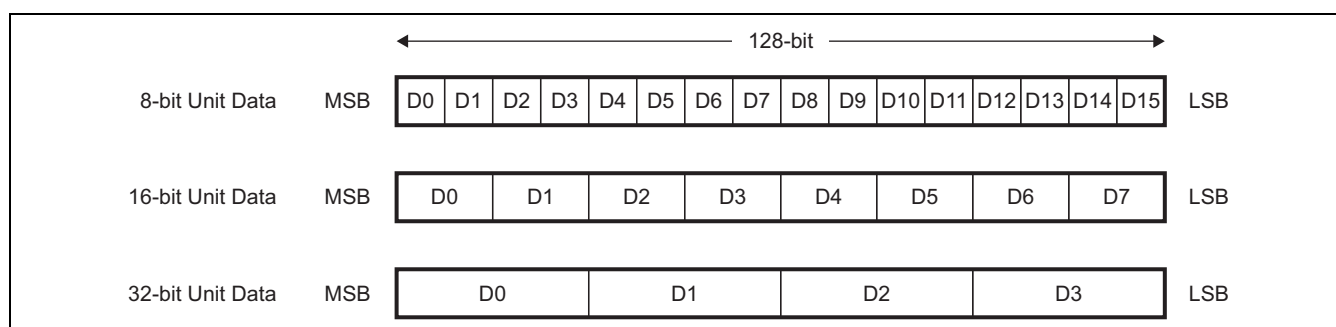 128-bit
8-bit Unit Data MSB D0 D1 D2 D3 D4 D5 D6 D7 D8 D9 D10 D11 D12 D13 D14 D15 LSB
16-bit Unit Data MSB D0 D1 D2 D3 D4 D5 D6 D7 LSB
32-bit Unit Data MSB D0 D1 D2 D3 LSB